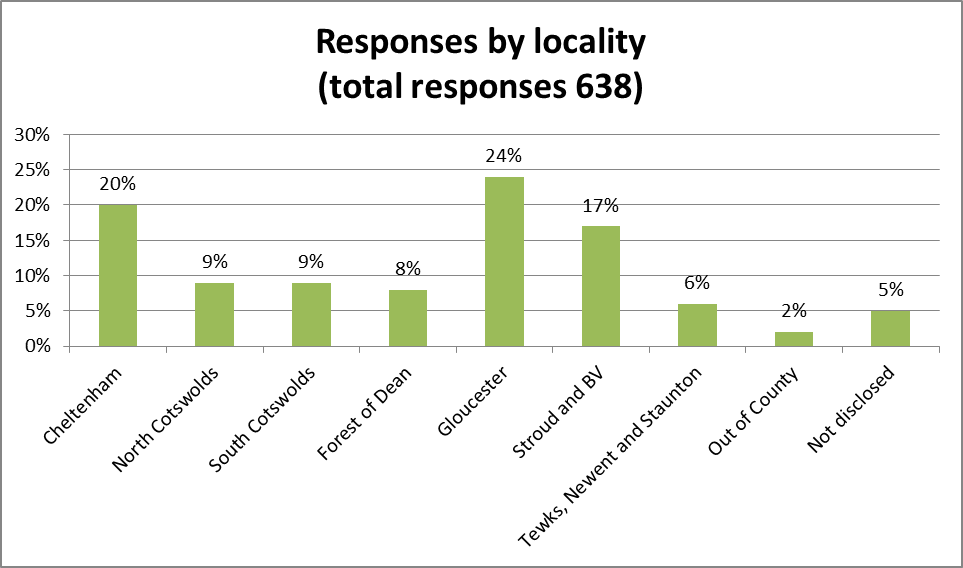 Responses by locality
(total responses 638)
30%
25%
20%
15%
10%
5%
0%
20%
9%
9%
8%
24%
17%
6%
2%
5%
Cheltenham
North Cotswolds
South Cotswolds
Forest of Dean
Gloucester
Stroud and BV
Tewks, Newent and Staunton
Out of County
Not disclosed